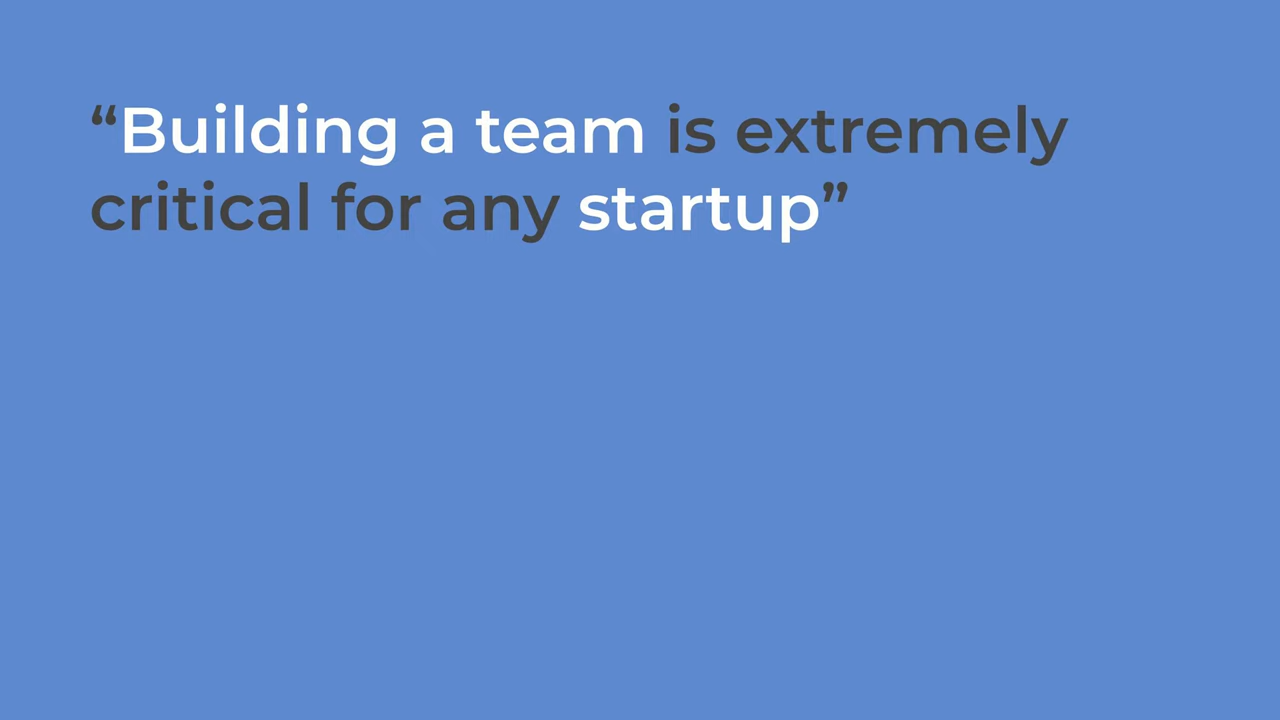 “Building a team is extremely
critical for any startup”